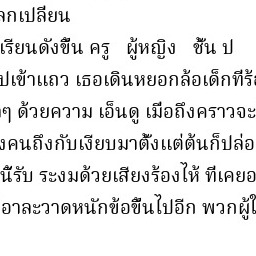 ลกเปลี่ยน
เรียนดังขึ้น ครู ผู้หญิง ชั้น ป
ปเข้าแถว เธอเดินหยอกล้อเด็กที่ร้
ๆ ด้วยความ เอ็นดู เมื่อถึงคราวจะ
งคนถึงกับเงียบมาตั้งแต่ต้นก็ปล่อ
นี้รับ ระงมด้วยเสียงร้องไห้ ที่เคยอ
อาละวาดหนักข้อขึ้นไปอีก พวกผู้ใ